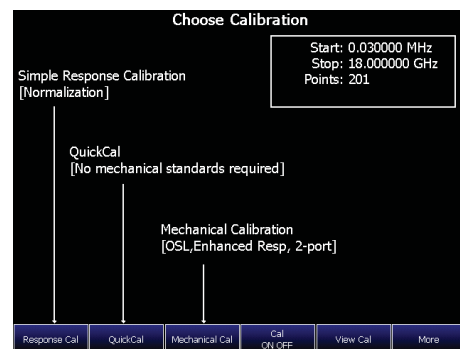 Choose Calibration
Start: 0.030000 MHz
Stop: 18.000000 GHz
Points: 201
Simple Response Calibration
[Normalization]
QuickCal
[No mechanical standards required]
Mechanical Calibration
[OSL,Enhanced Resp, 2-port]
Response Cal
QuickCal
Mechanical Cal
Cal
ON OFF
View Cal
More